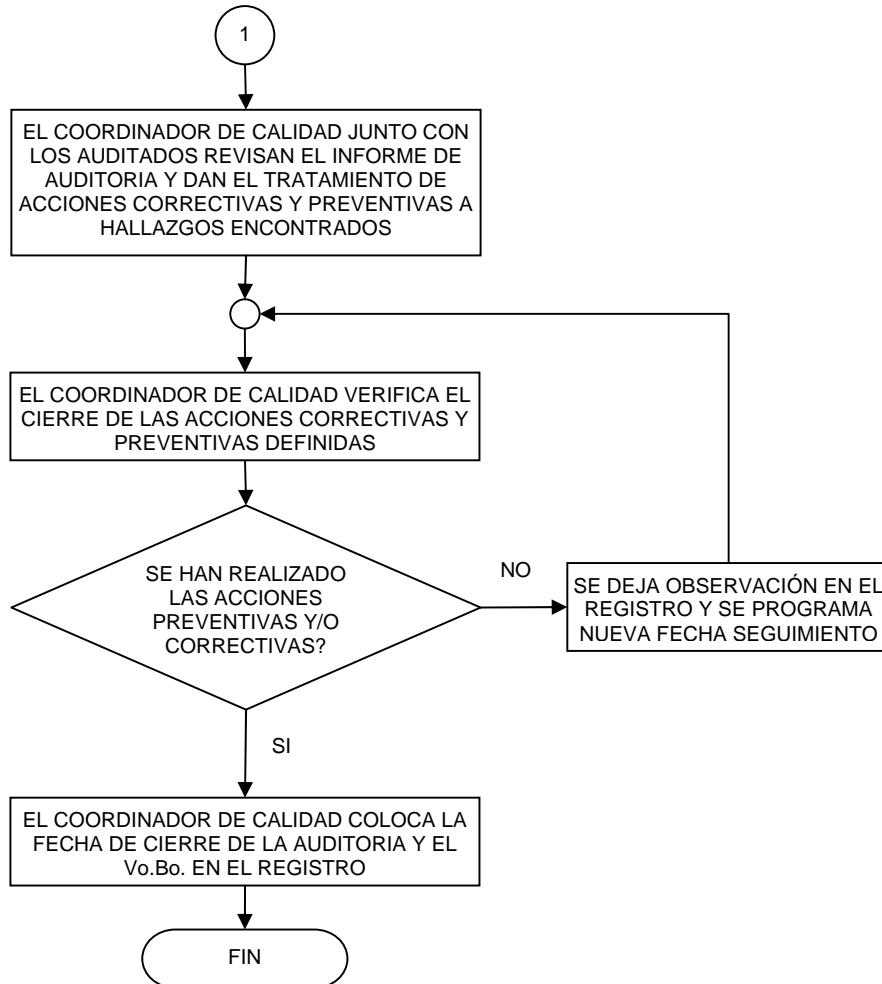 1
EL COORDINADOR DE CALIDAD JUNTO CON
LOS AUDITADOS REVISAN EL INFORME DE
AUDITORIA Y DAN EL TRATAMIENTO DE
ACCIONES CORRECTIVAS Y PREVENTIVAS A
HALLAZGOS ENCONTRADOS
EL COORDINADOR DE CALIDAD VERIFICA EL
CIERRE DE LAS ACCIONES CORRECTIVAS Y
PREVENTIVAS DEFINIDAS
SE HAN REALIZADO
LAS ACCIONES
PREVENTIVAS Y/O
CORRECTIVAS?
NO
SE DEJA OBSERVACIÓN EN EL
REGISTRO Y SE PROGRAMA
NUEVA FECHA SEGUIMIENTO
SI
EL COORDINADOR DE CALIDAD COLOCA LA
FECHA DE CIERRE DE LA AUDITORIA Y EL
Vo.Bo. EN EL REGISTRO
FIN